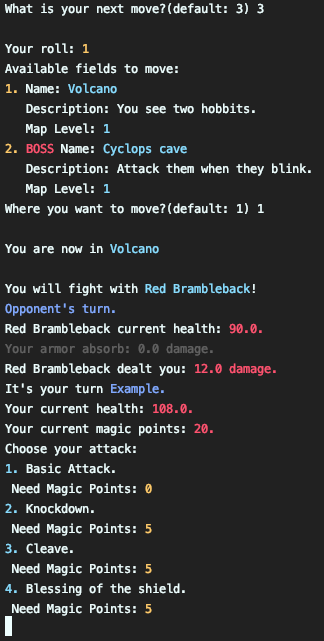 What is your next move?(default: 3) 3
Your roll: 1
Available fields to move:
1. Name: Volcano
Description: You see two hobbits.
Map Level: 1
2. BOSS Name: Cyclops cave
Description: Attack them when they blink.
Map Level: 1
Where you want to move?(default: 1) 1
You are now in Volcano
You will fight with Red Brambleback!
Opponent's turn.
Red Brambleback current health: 90.0.
Your armor absorb: 0.0 damage.
Red Brambleback dealt you: 12.0 damage.
It's your turn Example.
Your current health: 108.0.
Your current magic points: 20.
Choose your attack:
1. Basic Attack.
Need Magic Points: 0
2. Knockdown.
Need Magic Points: 5
3. Cleave.
Need Magic Points: 5
4. Blessing of the shield.
Need Magic Points: 5